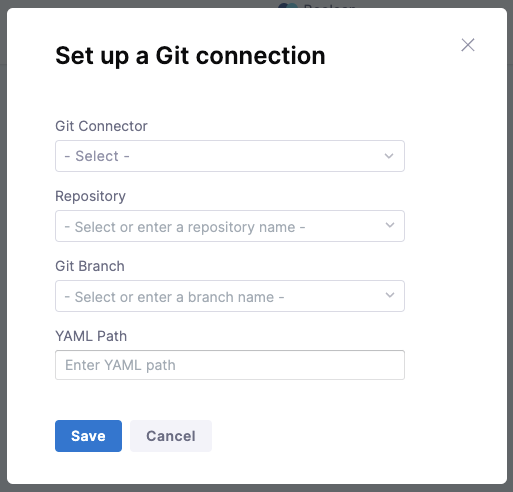 Boolean
Set up a Git connection
Git Connector
- Select -
Repository
- Select or enter a repository name -
Git Branch
- Select or enter a branch name -
YAML Path
Enter YAML path
Save
Cancel